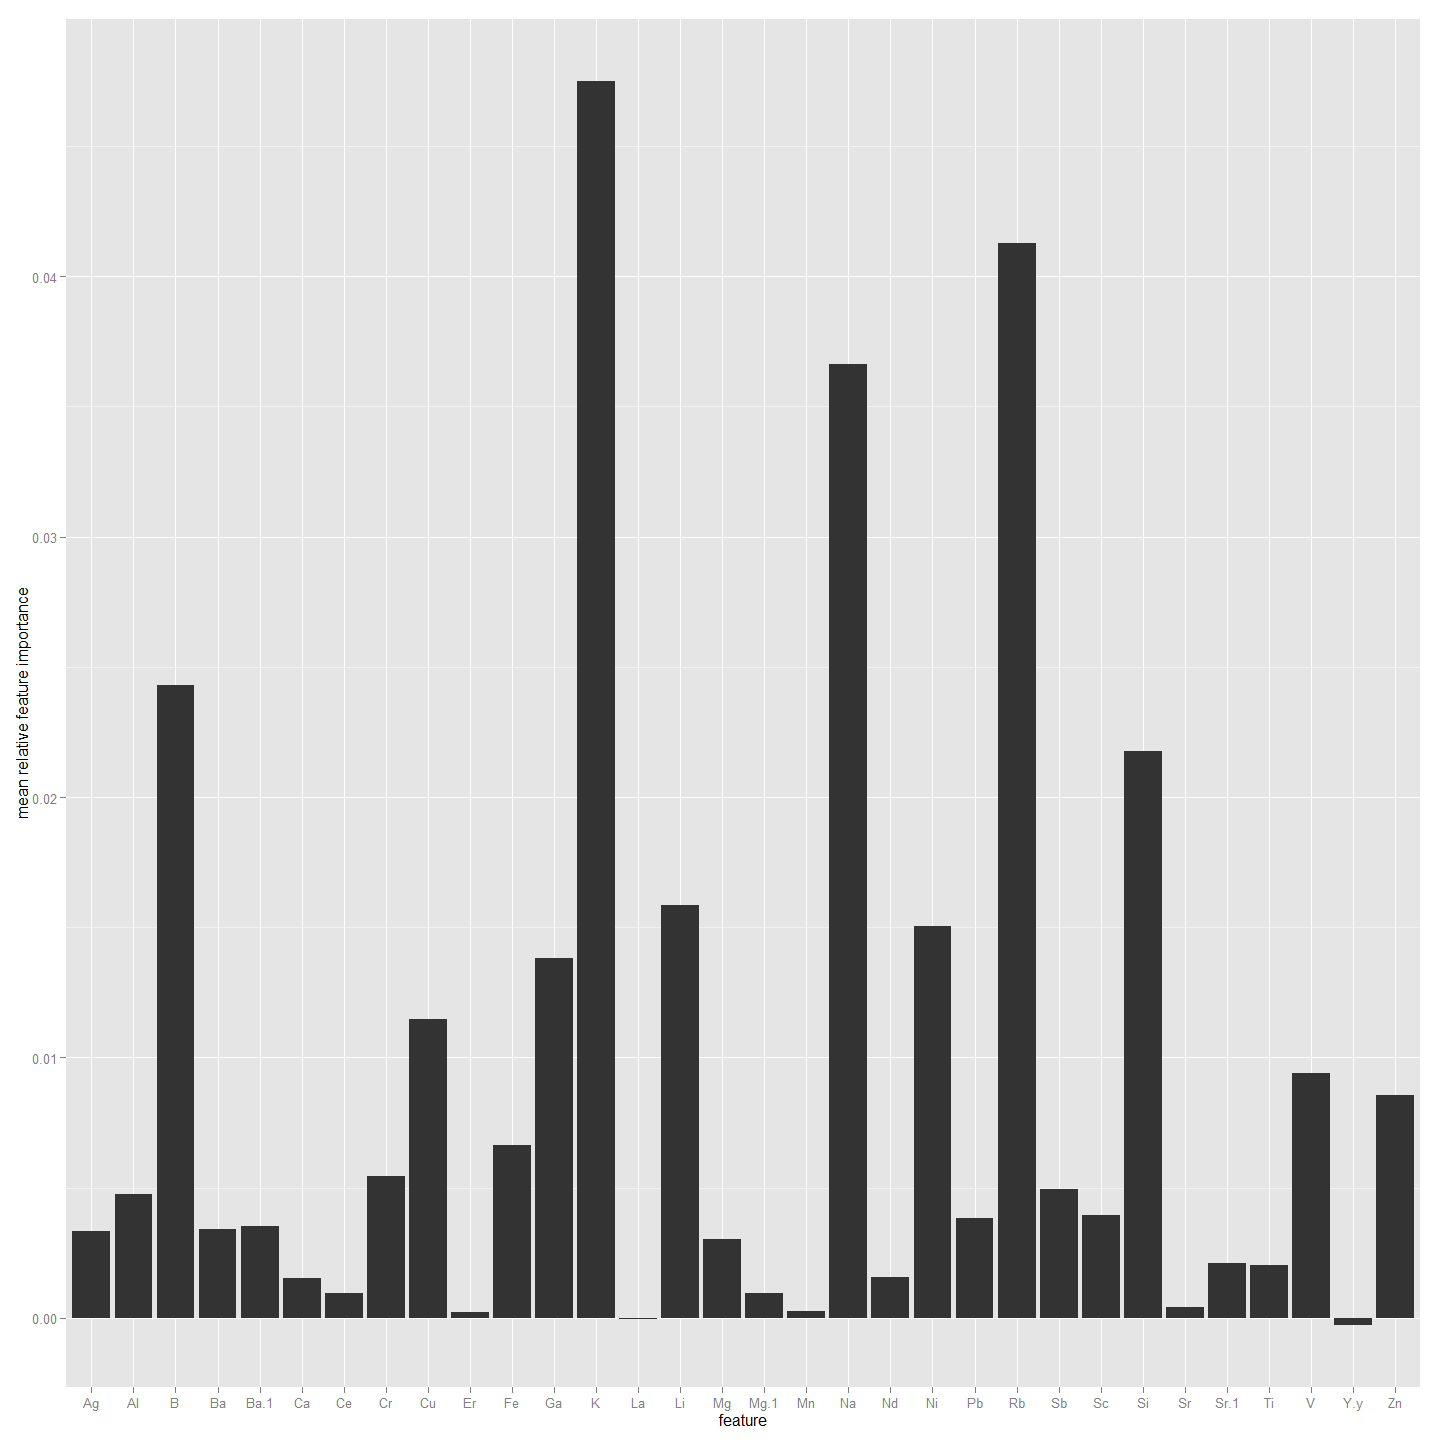 mean relative feature importance
0.04
0.03
0.02
0.01
0.00
Ag Al B Ba Ba.1 Ca Ce Cr Cu Er Fe Ga K La Li Mg Mg.1 Mn Na Nd Ni Pb Rb Sb Sc Si Sr Sr.1 Ti V Y.y Zn
feature